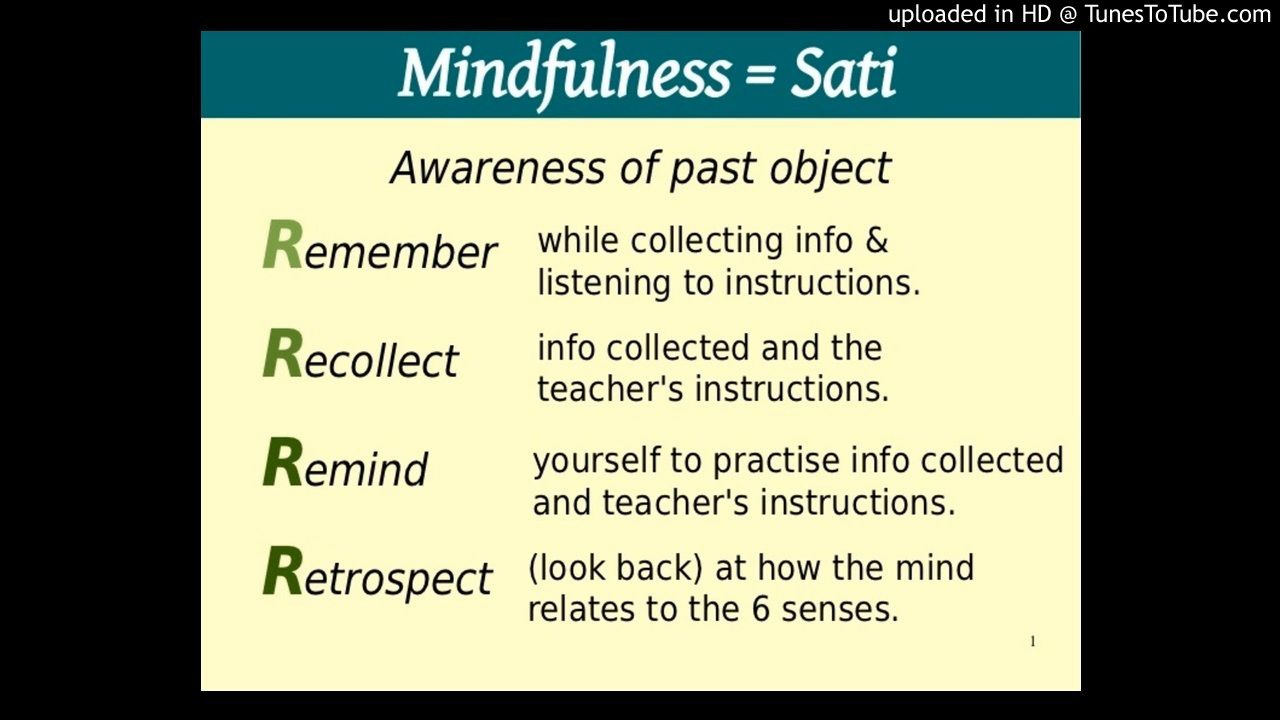 uploaded in HD @ TunesToTube.com
Mindfulness = Sati
Awareness of past object
Remember while collecting info &
listening to instructions.
Recollect info collected and the
teacher's instructions.
Remind yourself to practise info collected
and teacher's instructions.
Retrospect (look back) at how the mind
relates to the 6 senses.
1